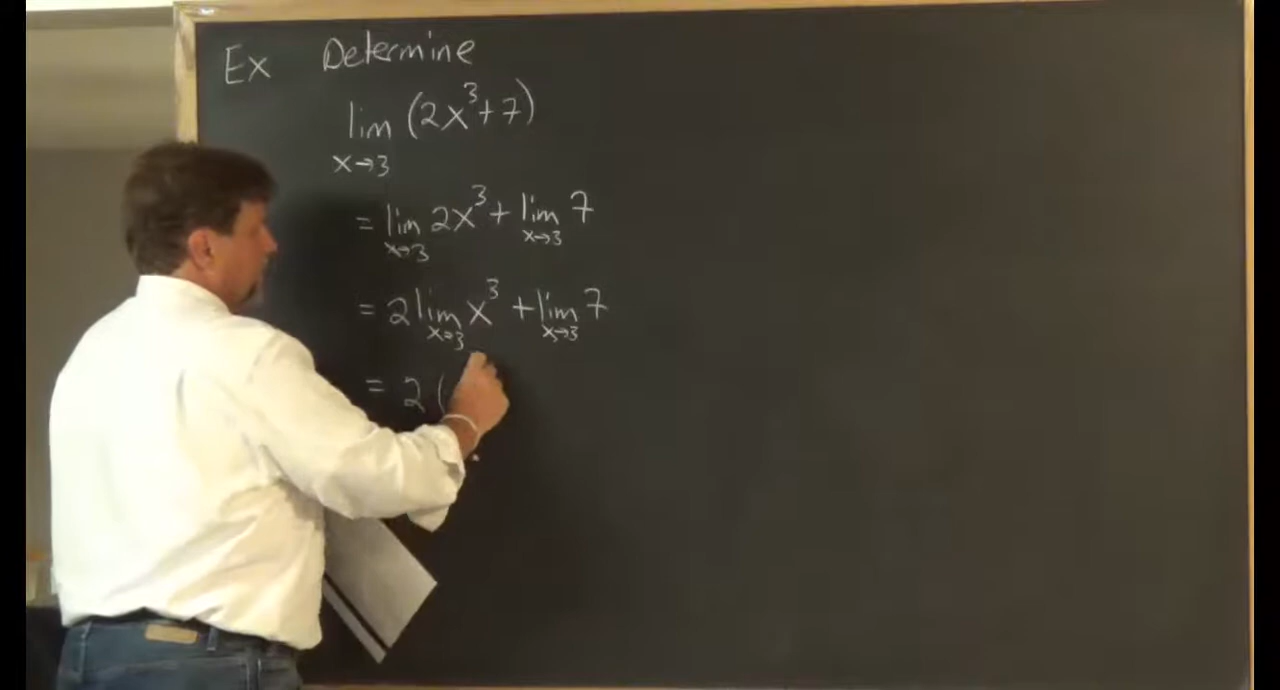 Ex Determine
lim (2x³+7)
x→3
= lim 2x³ + lim 7
x→3 x→3
= 2 lim x³ + lim 7
x→3 x→3
= 2 (